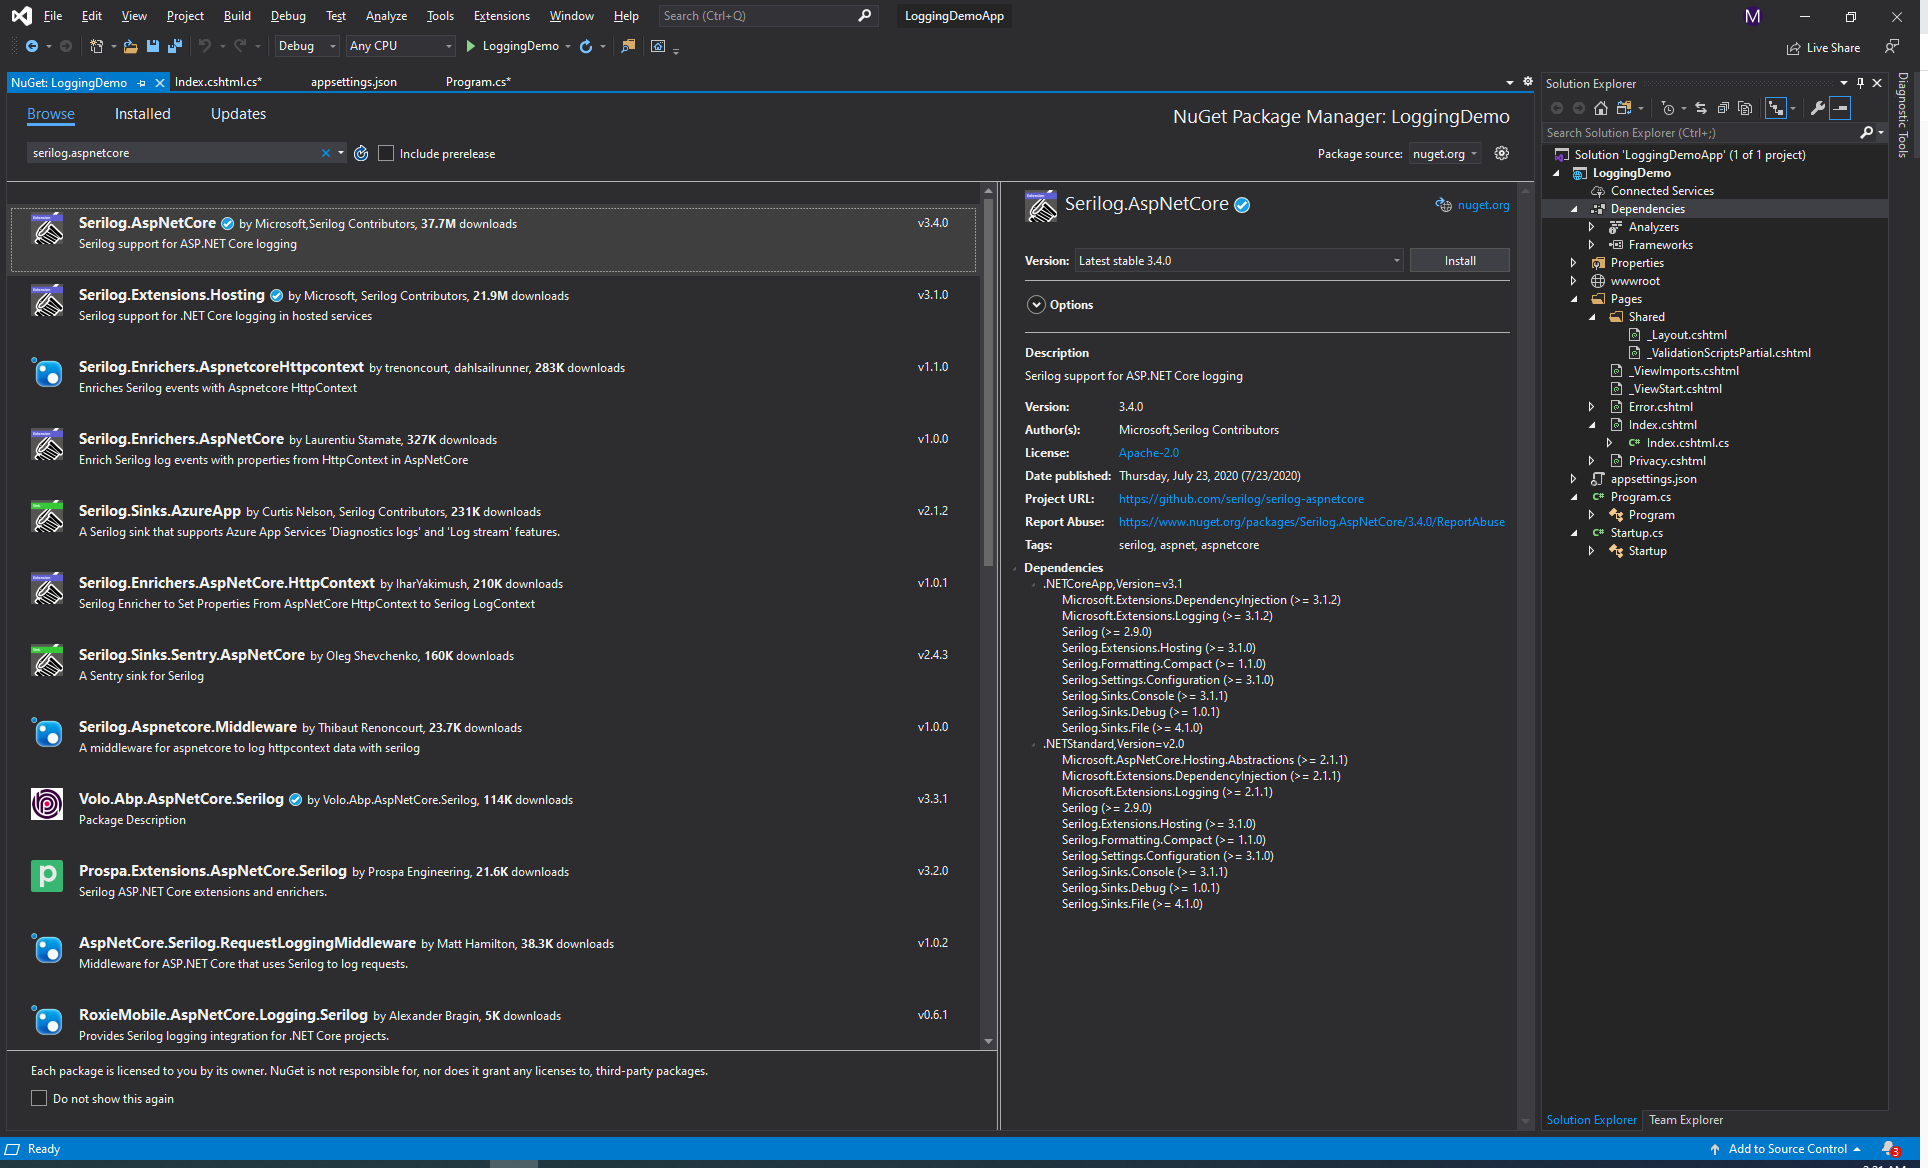 File Edit View Project Build Debug Test Analyze Tools Extensions Window Help Search (Ctrl+Q) LoggingDemoApp M
Debug Any CPU LoggingDemo Live Share
NuGet: LoggingDemo Index.cshtml.cs* appsettings.json Program.cs*
Browse Installed Updates
NuGet Package Manager: LoggingDemo
serilog.aspnetcore Include prerelease Package source: nuget.org
Serilog.AspNetCore by Microsoft,Serilog Contributors, 37.7M downloads v3.4.0
Serilog support for ASP.NET Core logging
Serilog.Extensions.Hosting by Microsoft, Serilog Contributors, 21.9M downloads v3.1.0
Serilog support for .NET Core logging in hosted services
Serilog.Enrichers.AspnetcoreHttpcontext by trenoncourt, dahlsailrunner, 283K downloads v1.1.0
Enriches Serilog events with Aspnetcore HttpContext
Serilog.Enrichers.AspNetCore by Laurentiu Stamate, 327K downloads v1.0.0
Enrich Serilog log events with properties from HttpContext in AspNetCore
Serilog.Sinks.AzureApp by Curtis Nelson, Serilog Contributors, 231K downloads v2.1.2
A Serilog sink that supports Azure App Services 'Diagnostics logs' and 'Log stream' features.
Serilog.Enrichers.AspNetCore.HttpContext by IharYakimush, 210K downloads v1.0.1
Serilog Enricher to Set Properties From AspNetCore HttpContext to Serilog LogContext
Serilog.Sinks.Sentry.AspNetCore by Oleg Shevchenko, 160K downloads v2.4.3
A Sentry sink for Serilog
Serilog.Aspnetcore.Middleware by Thibaut Renoncourt, 23.7K downloads v1.0.0
A middleware for aspnetcore to log httpcontext data with serilog
Volo.Abp.AspNetCore.Serilog by Volo.Abp.AspNetCore.Serilog, 114K downloads v3.3.1
Package Description
Prospa.Extensions.AspNetCore.Serilog by Prospa Engineering, 21.6K downloads v3.2.0
Serilog ASP.NET Core extensions and enrichers.
AspNetCore.Serilog.RequestLoggingMiddleware by Matt Hamilton, 38.3K downloads v1.0.2
Middleware for ASP.NET Core that uses Serilog to log requests.
RoxieMobile.AspNetCore.Logging.Serilog by Alexander Bragin, 5K downloads v0.6.1
Provides Serilog logging integration for .NET Core projects.
Each package is licensed to you by its owner. NuGet is not responsible for, nor does it grant any licenses to, third-party packages.
Do not show this again
Serilog.AspNetCore nuget.org
Version: Latest stable 3.4.0 Install
Options
Description
Serilog support for ASP.NET Core logging
Version: 3.4.0
Author(s): Microsoft,Serilog Contributors
License: Apache-2.0
Date published: Thursday, July 23, 2020 (7/23/2020)
Project URL: https://github.com/serilog/serilog-aspnetcore
Report Abuse: https://www.nuget.org/packages/Serilog.AspNetCore/3.4.0/ReportAbuse
Tags: serilog, aspnet, aspnetcore
Dependencies
.NETCoreApp,Version=v3.1
Microsoft.Extensions.DependencyInjection (>= 3.1.2)
Microsoft.Extensions.Logging (>= 3.1.2)
Serilog (>= 2.9.0)
Serilog.Extensions.Hosting (>= 3.1.0)
Serilog.Formatting.Compact (>= 1.1.0)
Serilog.Settings.Configuration (>= 3.1.0)
Serilog.Sinks.Console (>= 3.1.1)
Serilog.Sinks.Debug (>= 1.0.1)
Serilog.Sinks.File (>= 4.1.0)
.NETStandard,Version=v2.0
Microsoft.AspNetCore.Hosting.Abstractions (>= 2.1.1)
Microsoft.Extensions.DependencyInjection (>= 2.1.1)
Microsoft.Extensions.Logging (>= 2.1.1)
Serilog (>= 2.9.0)
Serilog.Extensions.Hosting (>= 3.1.0)
Serilog.Formatting.Compact (>= 1.1.0)
Serilog.Settings.Configuration (>= 3.1.0)
Serilog.Sinks.Console (>= 3.1.1)
Serilog.Sinks.Debug (>= 1.0.1)
Serilog.Sinks.File (>= 4.1.0)
Solution Explorer
Search Solution Explorer (Ctrl+;)
Solution 'LoggingDemoApp' (1 of 1 project)
LoggingDemo
Connected Services
Dependencies
Analyzers
Frameworks
Properties
wwwroot
Pages
Shared
_Layout.cshtml
_ValidationScriptsPartial.cshtml
_ViewImports.cshtml
_ViewStart.cshtml
Error.cshtml
Index.cshtml
C# Index.cshtml.cs
Privacy.cshtml
appsettings.json
C# Program.cs
Program
C# Startup.cs
Startup
Solution Explorer Team Explorer
Diagnostic Tools
Ready Add to Source Control 3